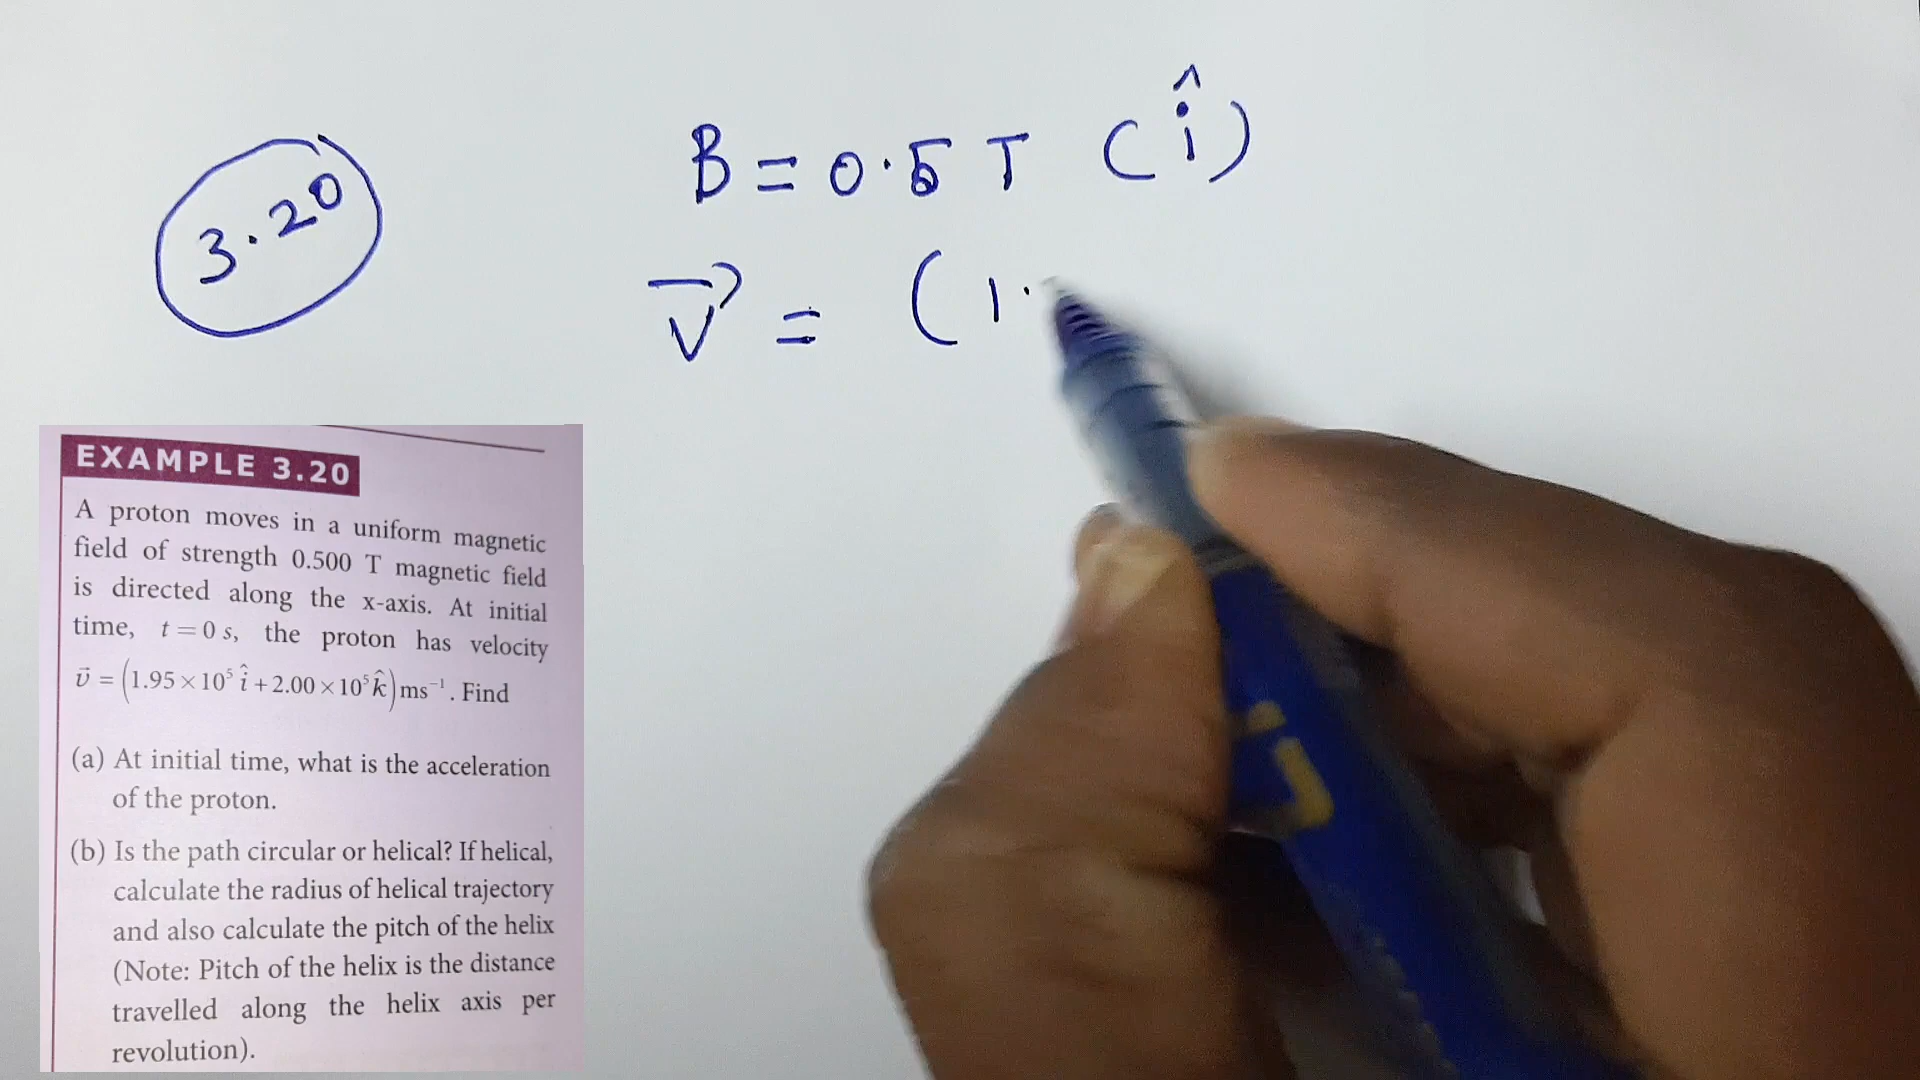 3.20
B = 0.5 T (î)
v⃗ = (1.
EXAMPLE 3.20
A proton moves in a uniform magnetic
field of strength 0.500 T magnetic field
is directed along the x-axis. At initial
time, t = 0 s, the proton has velocity
υ⃗ = (1.95 × 10⁵ î + 2.00 × 10⁵ k̂) ms⁻¹. Find
(a) At initial time, what is the acceleration
of the proton.
(b) Is the path circular or helical? If helical,
calculate the radius of helical trajectory
and also calculate the pitch of the helix
(Note: Pitch of the helix is the distance
travelled along the helix axis per
revolution).